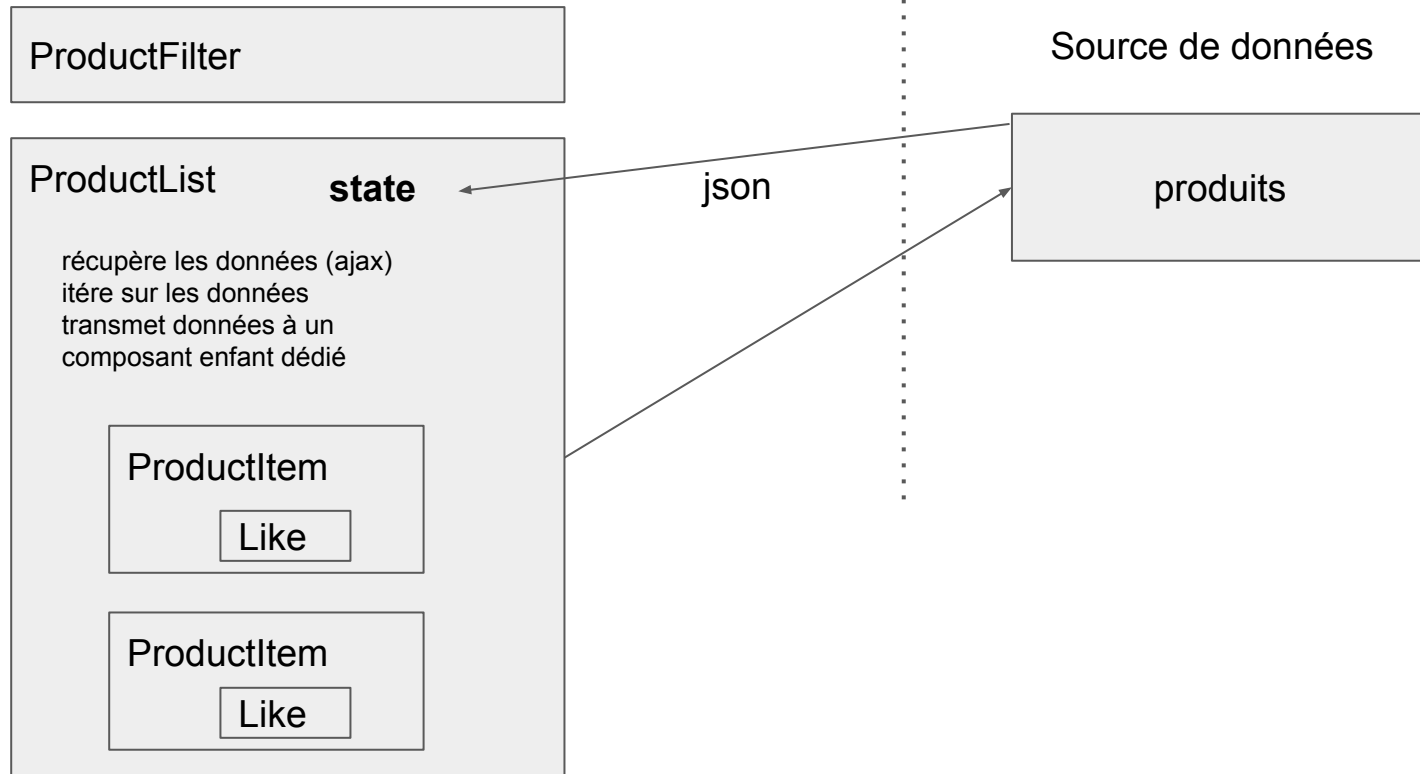 ProductFilter
Source de données
ProductList
state
json
produits
récupère les données (ajax)
itére sur les données
transmet données à un
composant enfant dédié
ProductItem
Like
ProductItem
Like